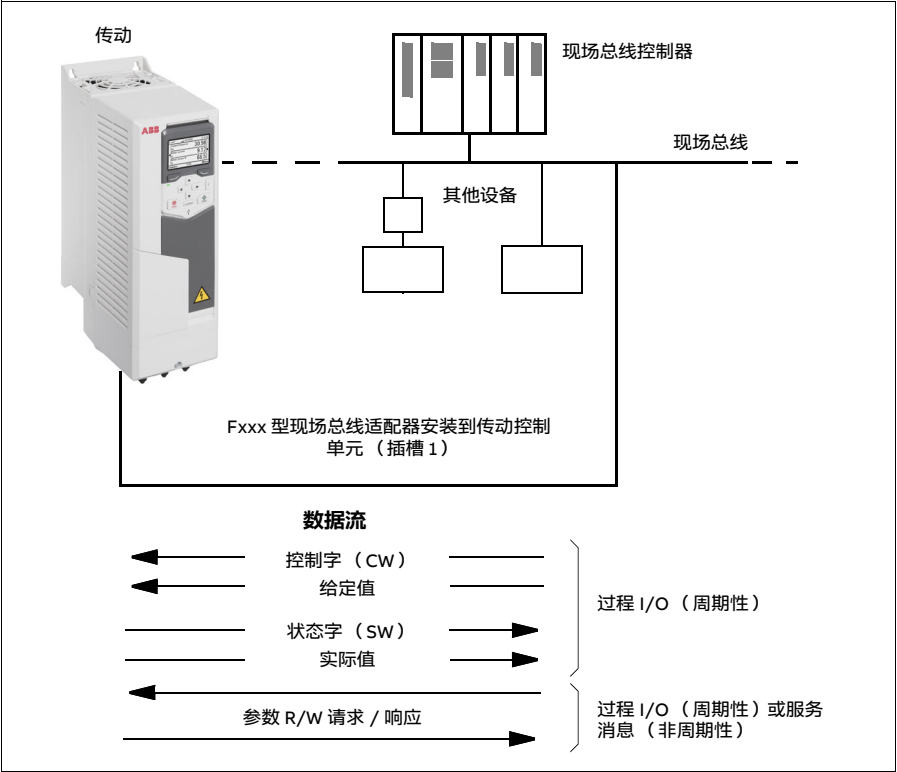 传动
现场总线控制器
ABB
现场总线
其他设备
Fxxx 型现场总线适配器安装到传动控制
单元（插槽 1）
数据流
控制字（CW）
给定值
状态字（SW）
实际值
过程 I/O（周期性）
参数 R/W 请求 / 响应
过程 I/O（周期性）或服务
消息（非周期性）